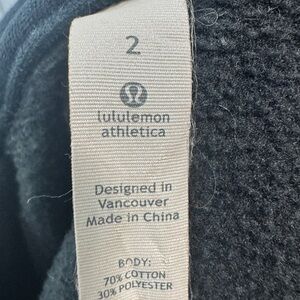 2
lululemon
athletica
Designed in
Vancouver
Made in China
BODY:
70% COTTON
30% POLYESTER